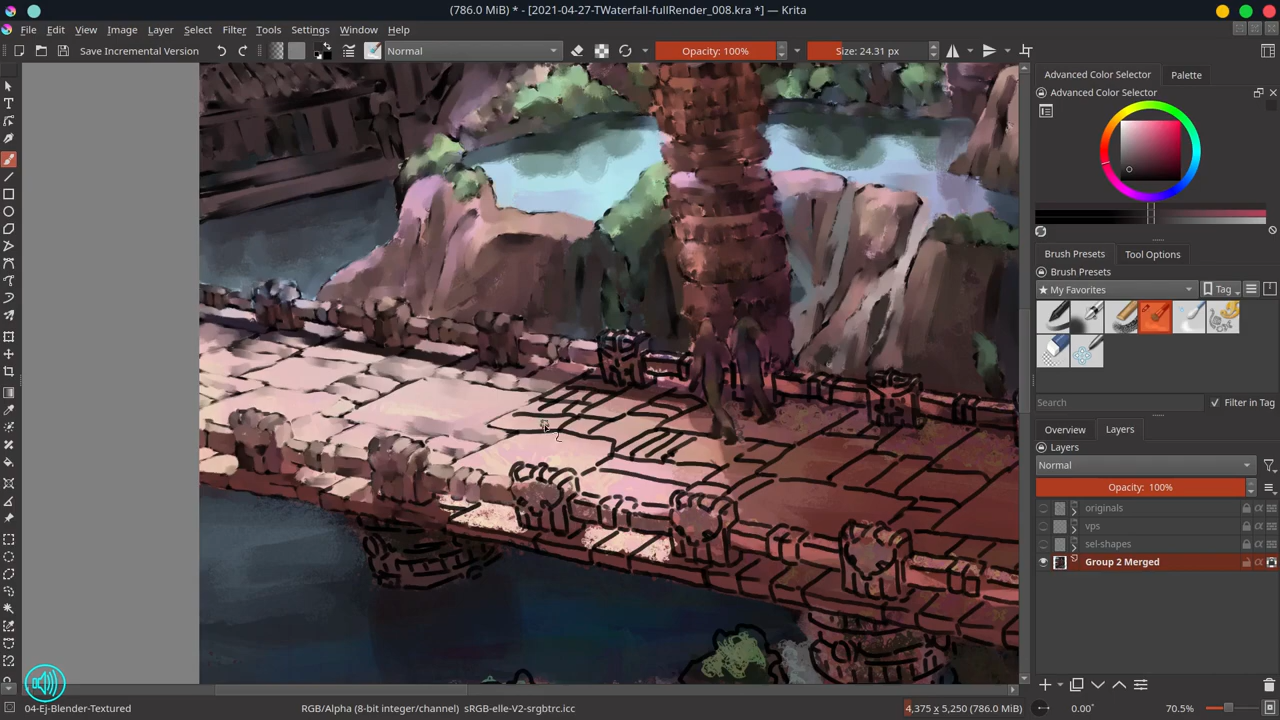 (786.0 MiB) * - [2021-04-27-TWaterfall-fullRender_008.kra *] — Krita
File Edit View Image Layer Select Filter Tools Settings Window Help
Save Incremental Version Normal Opacity: 100% Size: 24.31 px
Advanced Color Selector Palette
Advanced Color Selector
Brush Presets Tool Options
Brush Presets
★ My Favorites Tag
Search Filter in Tag
Overview Layers
Layers
Normal
Opacity: 100%
originals
vps
sel-shapes
Group 2 Merged
04-Ej-Blender-Textured RGB/Alpha (8-bit integer/channel) sRGB-elle-V2-srgbtrc.icc 4,375 x 5,250 (786.0 MiB) 0.00° 70.5%